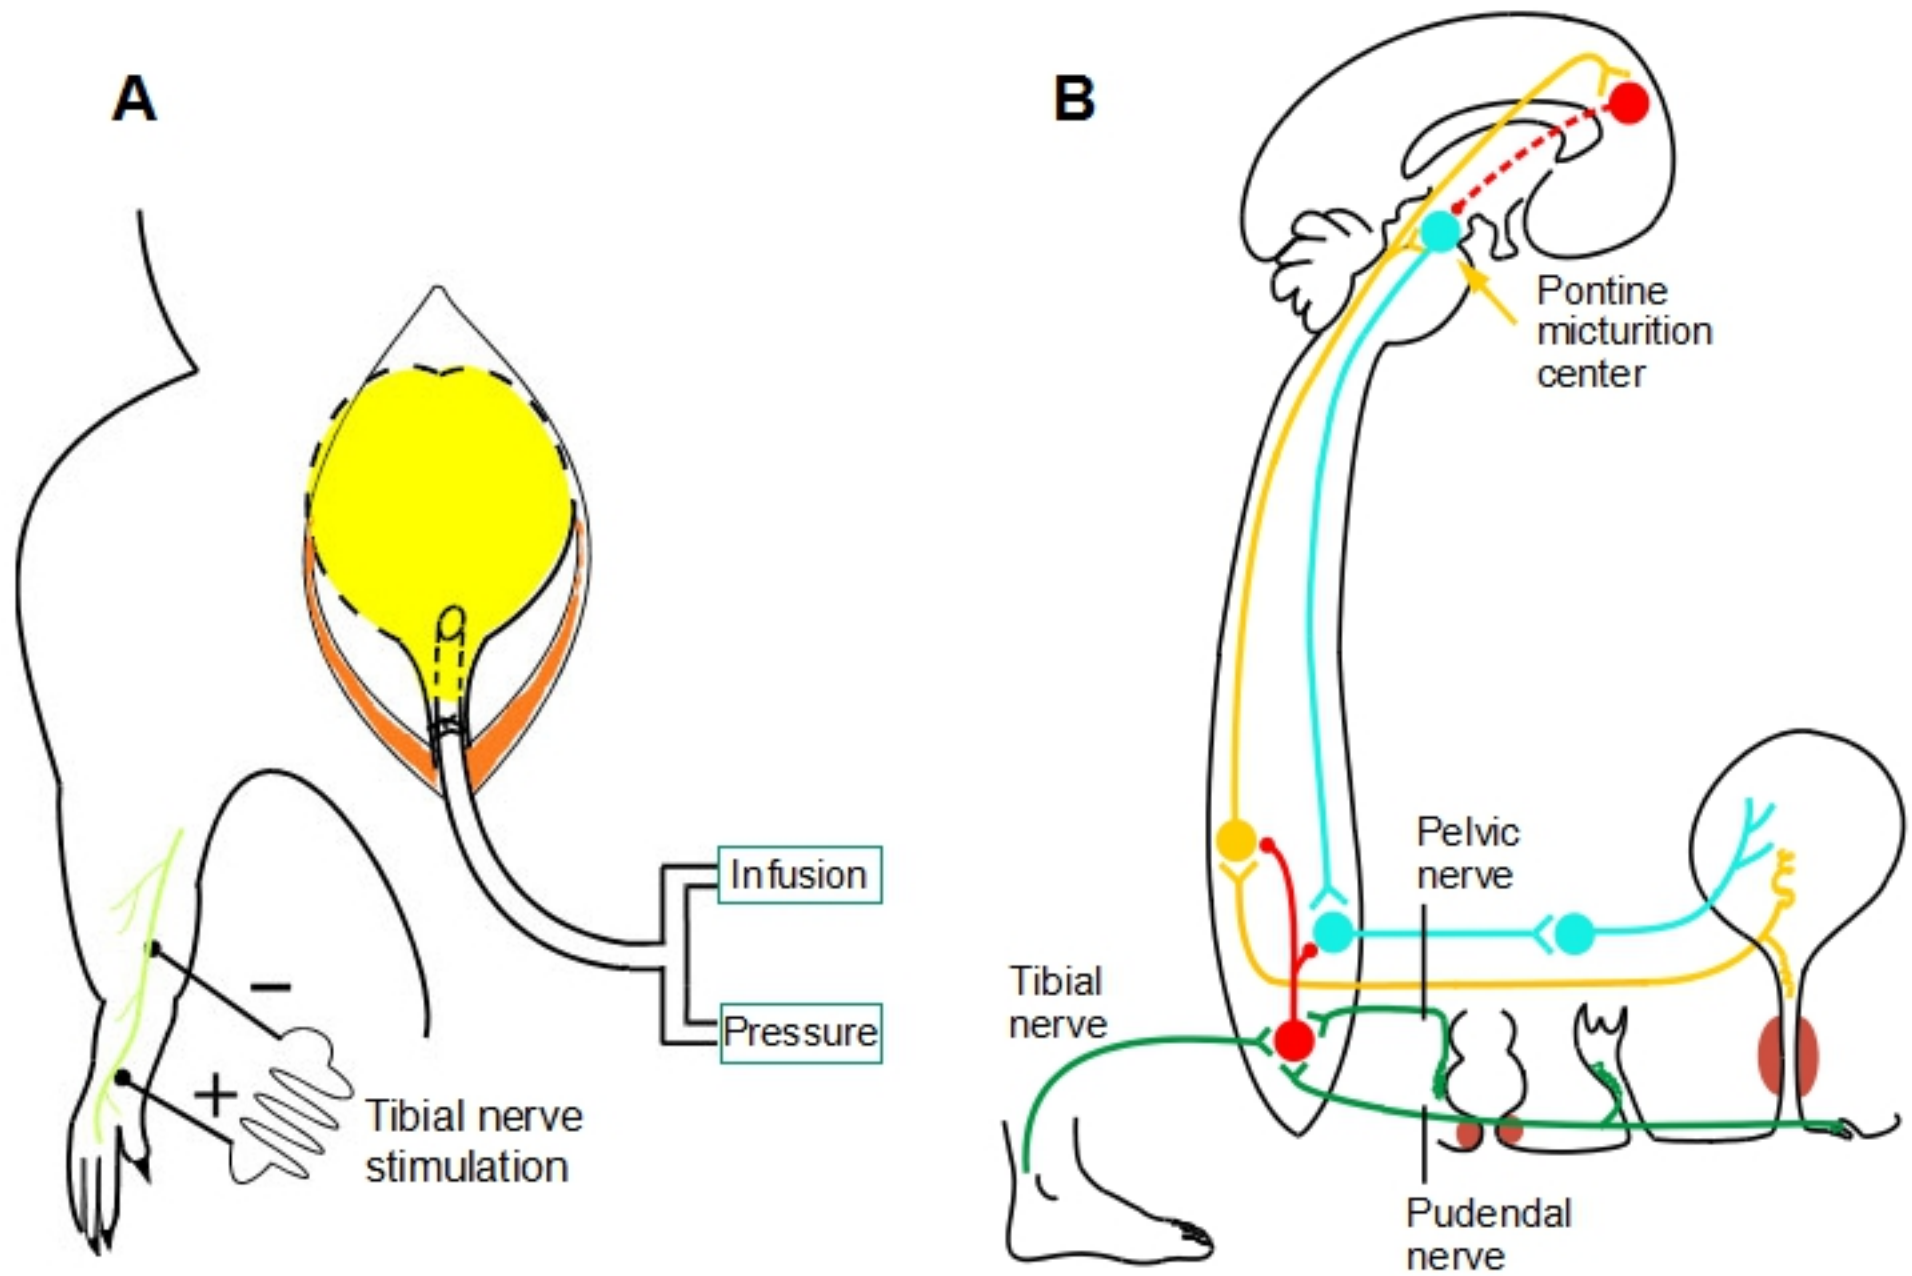 A
B
Pontine
micturition
center
Infusion
Pelvic
nerve
Tibial
nerve
−
Pressure
+
Tibial nerve
stimulation
Pudendal
nerve